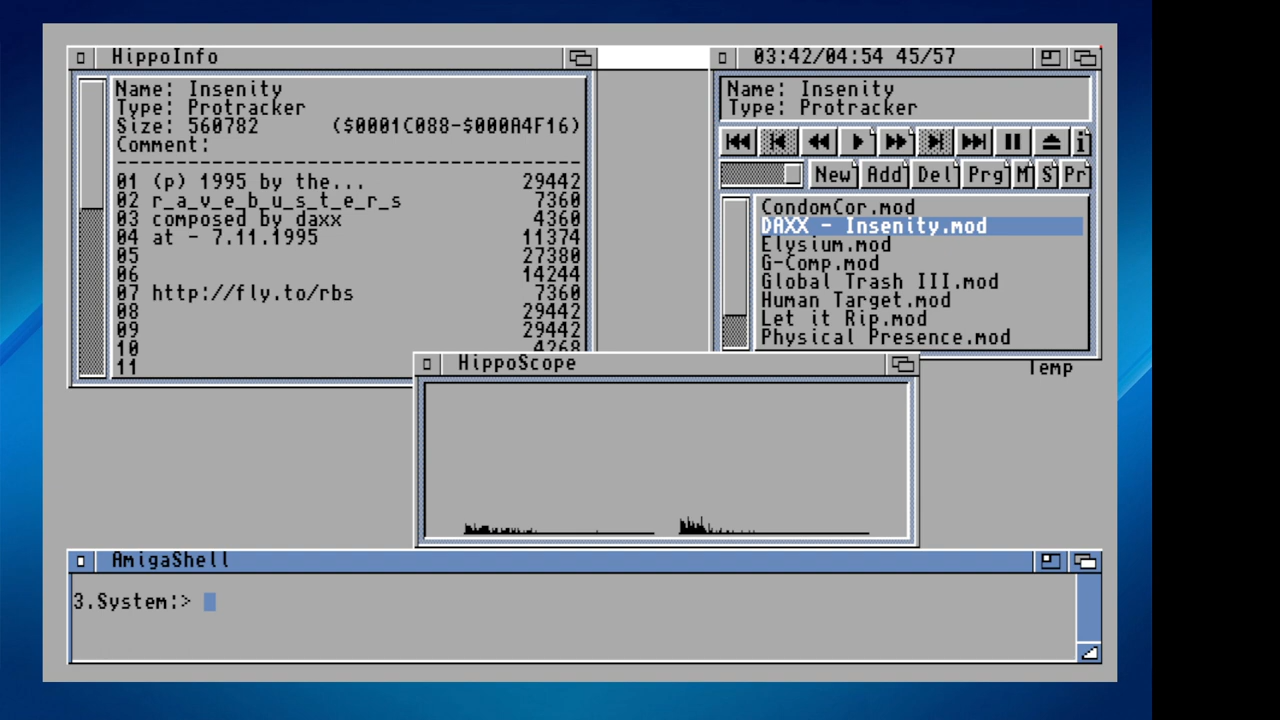 HippoInfo
Name: Insenity
Type: Protracker
Size: 560782 ($0001C088-$000A4F16)
Comment:
---------------------------------------
01 (p) 1995 by the... 29442
02 r_a_v_e_b_u_s_t_e_r_s 7360
03 composed by daxx 4360
04 at - 7.11.1995 11374
05 27380
06 14244
07 http://fly.to/rbs 7360
08 29442
09 29442
10 4268
11
03:42/04:54 45/57
Name: Insenity
Type: Protracker
New Add Del Prg M S Pr
CondomCor.mod
DAXX - Insenity.mod
Elysium.mod
G-Comp.mod
Global Trash III.mod
Human Target.mod
Let it Rip.mod
Physical Presence.mod
Temp
HippoScope
AmigaShell
3.System:>